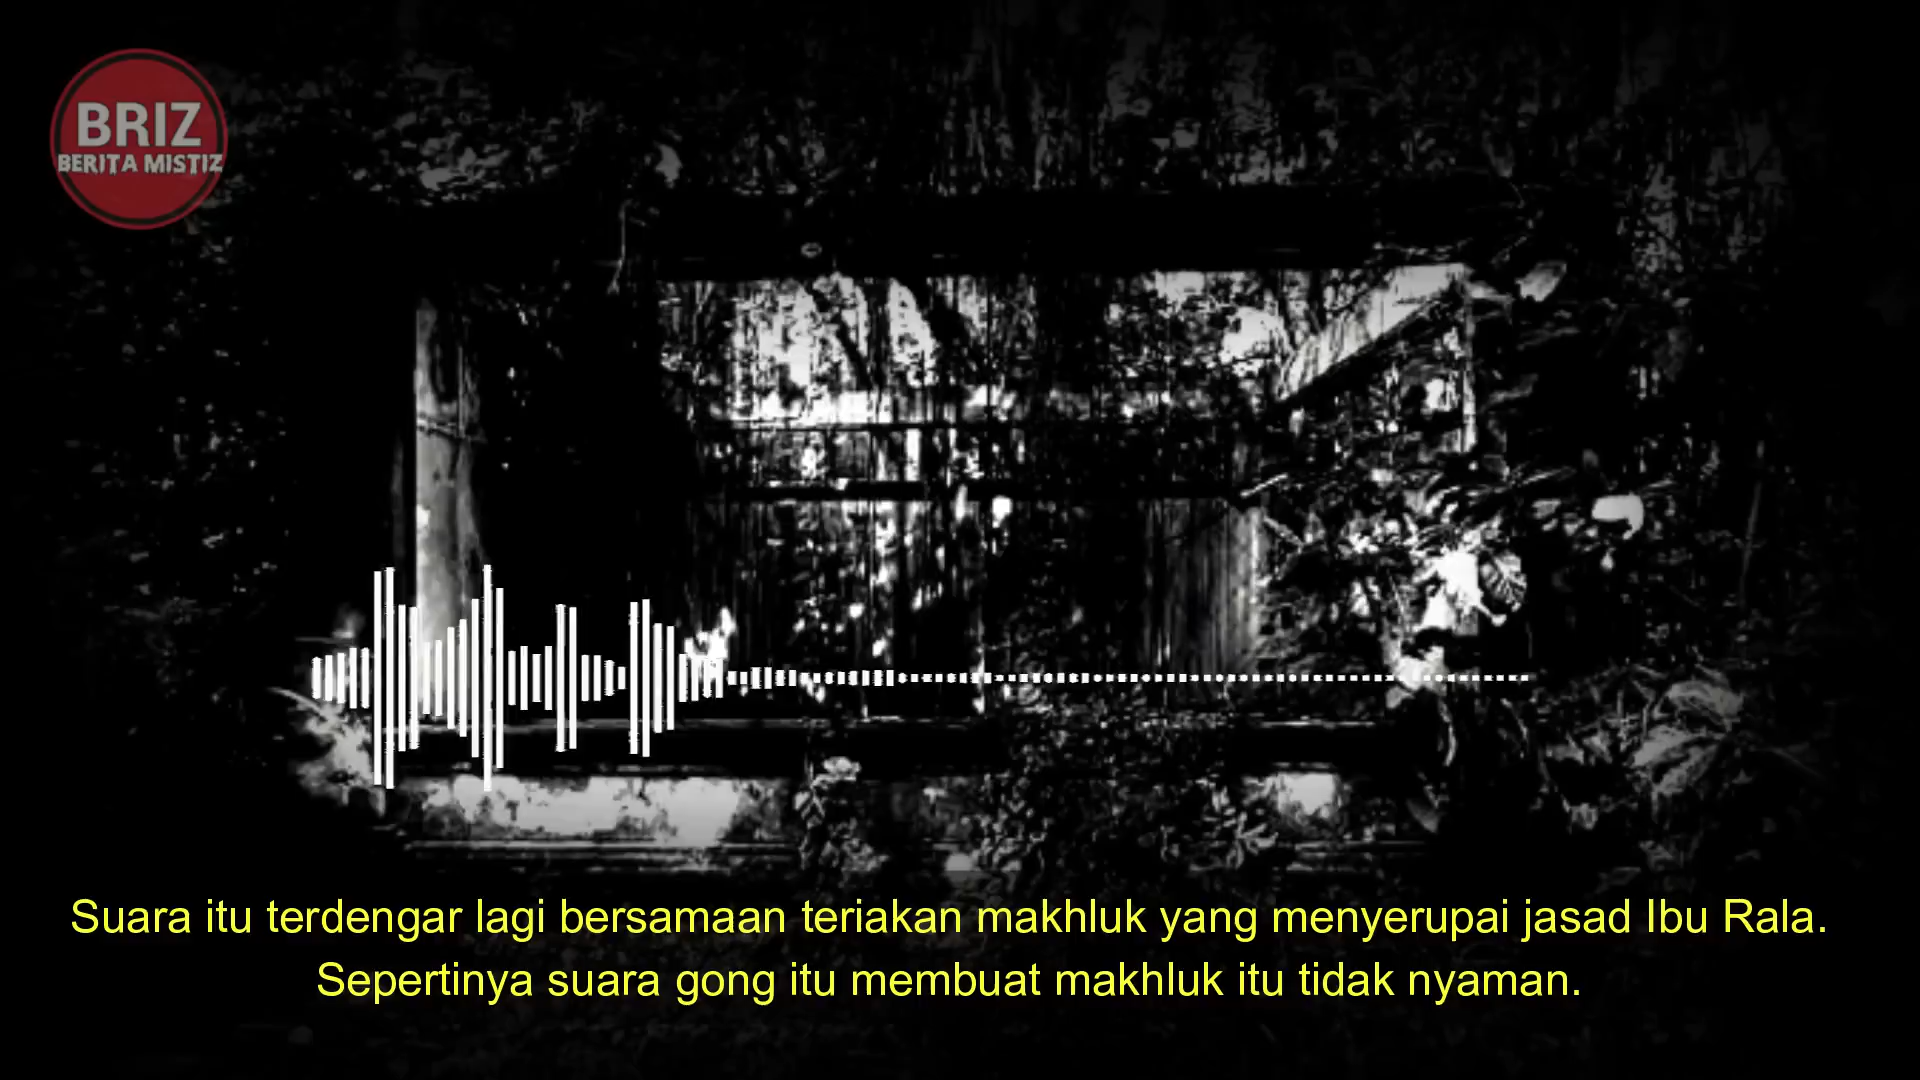 BRIZ
BERITA MISTIZ
Suara itu terdengar lagi bersamaan teriakan makhluk yang menyerupai jasad Ibu Rala.
Sepertinya suara gong itu membuat makhluk itu tidak nyaman.